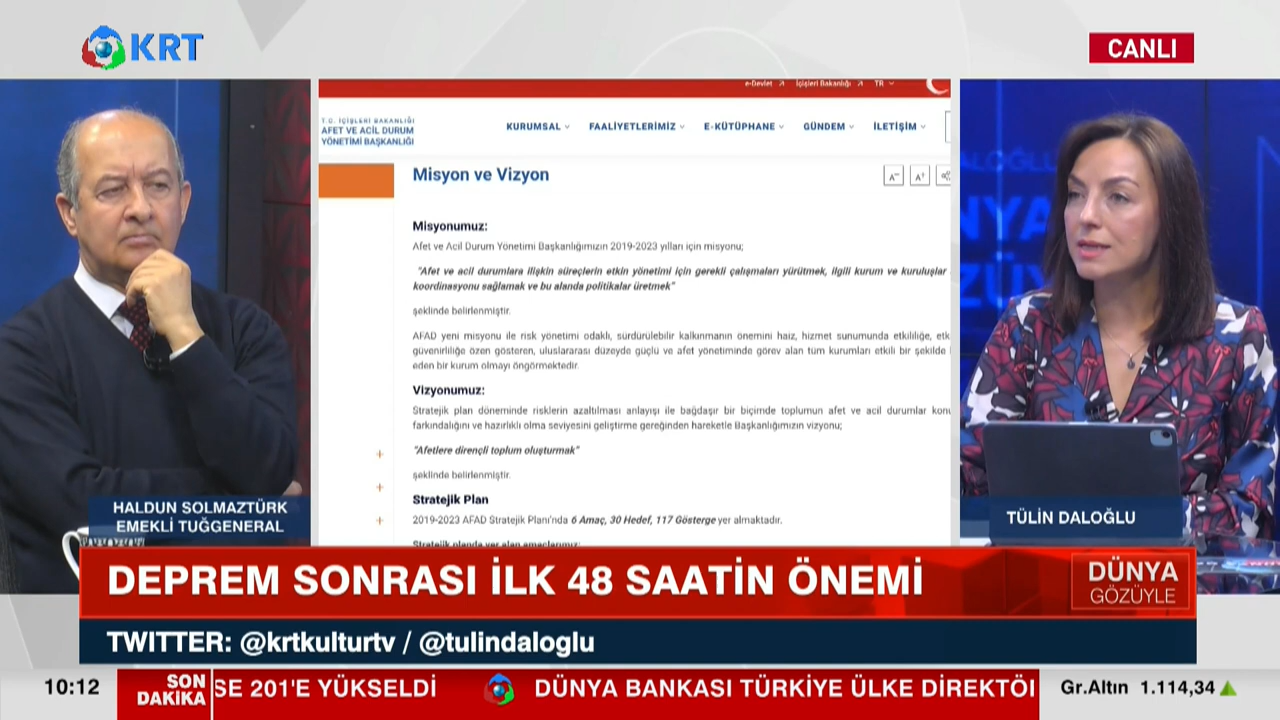 KRT
CANLI
e-Devlet
İçişleri Bakanlığı
TR
T.C. İÇİŞLERİ BAKANLIĞI
AFET VE ACİL DURUM
YÖNETİMİ BAŞKANLIĞI
KURUMSAL
FAALİYETLERİMİZ
E-KÜTÜPHANE
GÜNDEM
İLETİŞİM
Misyon ve Vizyon
A-
A+
Misyonumuz:
Afet ve Acil Durum Yönetimi Başkanlığımızın 2019-2023 yılları için misyonu;
"Afet ve acil durumlara ilişkin süreçlerin etkin yönetimi için gerekli çalışmaları yürütmek, ilgili kurum ve kuruluşlar
koordinasyonu sağlamak ve bu alanda politikalar üretmek"
şeklinde belirlenmiştir.
AFAD yeni misyonu ile risk yönetimi odaklı, sürdürülebilir kalkınmanın önemini haiz, hizmet sunumunda etkililiğe, etk
güvenirliliğe özen gösteren, uluslararası düzeyde güçlü ve afet yönetiminde görev alan tüm kurumları etkili bir şekilde
eden bir kurum olmayı öngörmektedir.
Vizyonumuz:
Stratejik plan döneminde risklerin azaltılması anlayışı ile bağdaşır bir biçimde toplumun afet ve acil durumlar konu
farkındalığını ve hazırlıklı olma seviyesini geliştirme gereğinden hareketle Başkanlığımızın vizyonu;
"Afetlere dirençli toplum oluşturmak"
şeklinde belirlenmiştir.
Stratejik Plan
2019-2023 AFAD Stratejik Planı'nda 6 Amaç, 30 Hedef, 117 Gösterge yer almaktadır.
Stratejik planda yer alan amaçlarımız:
HALDUN SOLMAZTÜRK
EMEKLİ TUĞGENERAL
TÜLİN DALOĞLU
DEPREM SONRASI İLK 48 SAATİN ÖNEMİ
DÜNYA
GÖZÜYLE
TWITTER: @krtkulturtv / @tulindaloglu
10:12
SON
DAKİKA
SE 201'E YÜKSELDİ
DÜNYA BANKASI TÜRKİYE ÜLKE DİREKTÖ
Gr.Altın 1.114,34